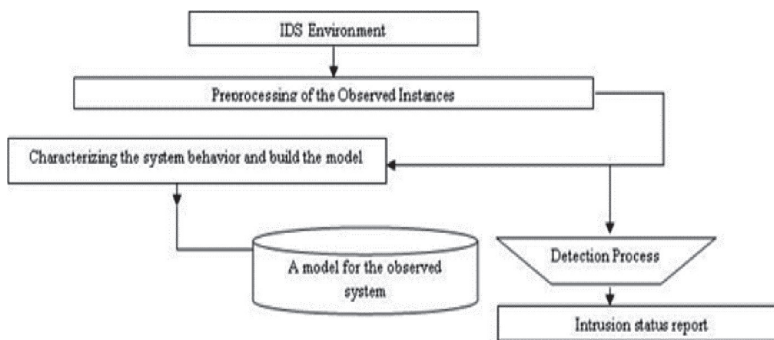 IDS Environment
Preprocessing of the Observed Instances
Characterizing the system behavior and build the model
A model for the observed
system
Detection Process
Intrusion status report